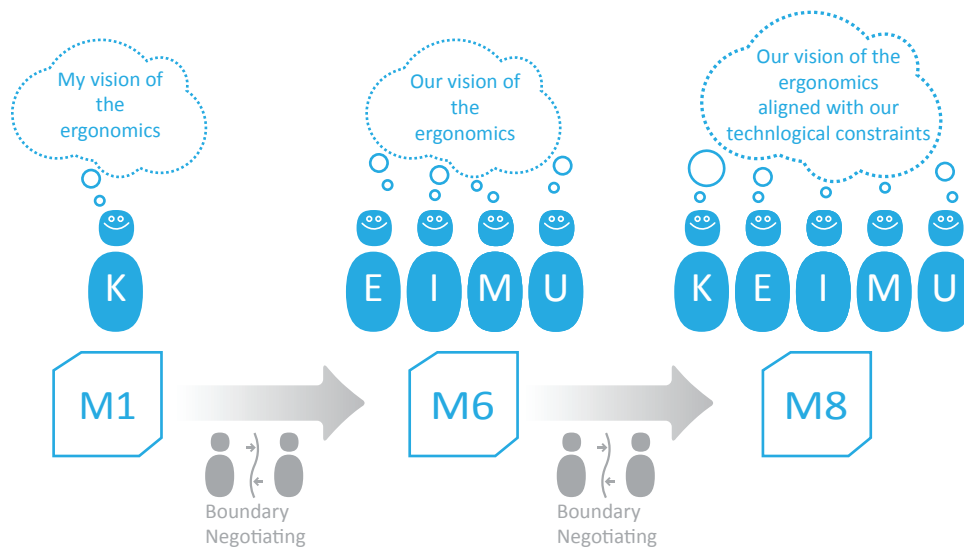 My vision of
the
ergonomics
Our vision of
the
ergonomics
Our vision of the
ergonomics
aligned with our
technlogical constraints
K
E I M U
K E I M U
M1
M6
M8
Boundary
Negotiating
Boundary
Negotiating